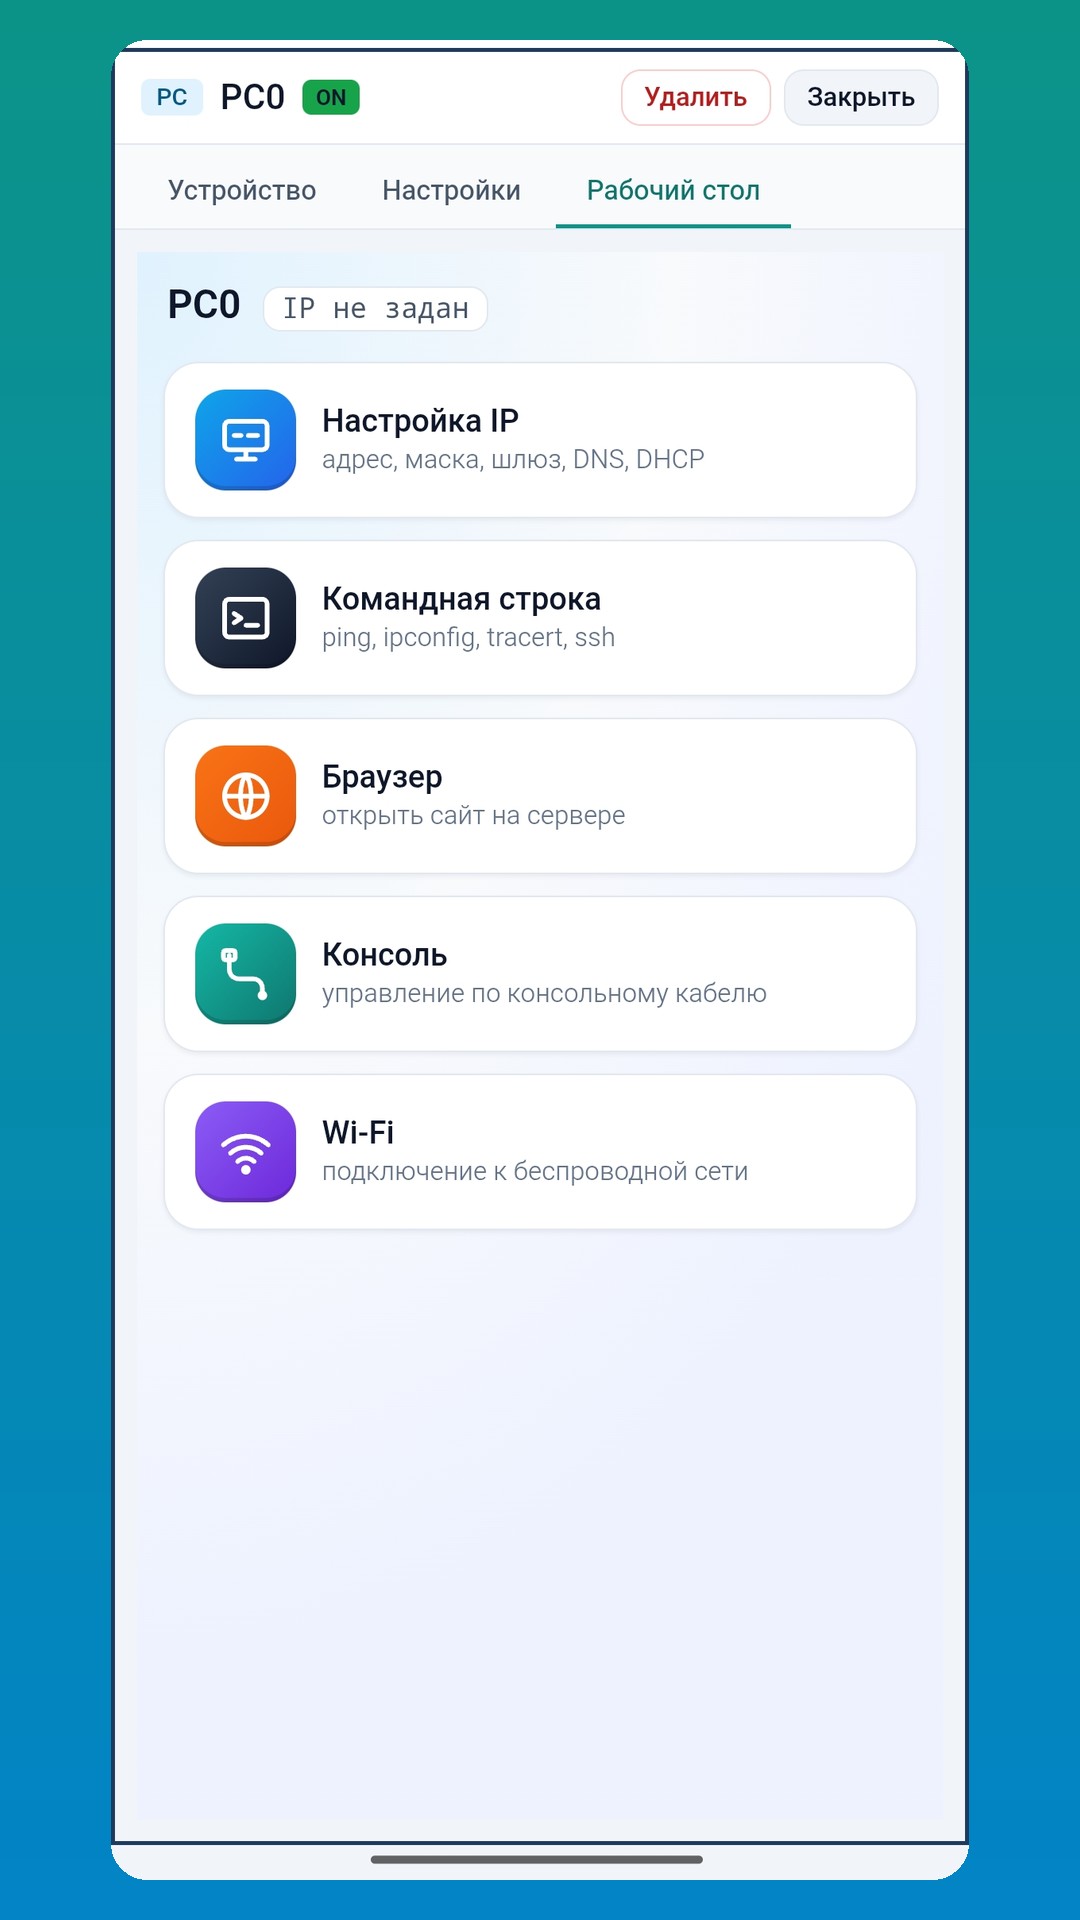 PC PC0 ON Удалить Закрыть
Устройство Настройки Рабочий стол
PC0 IP не задан
Настройка IP
адрес, маска, шлюз, DNS, DHCP
Командная строка
ping, ipconfig, tracert, ssh
Браузер
открыть сайт на сервере
Консоль
управление по консольному кабелю
Wi-Fi
подключение к беспроводной сети